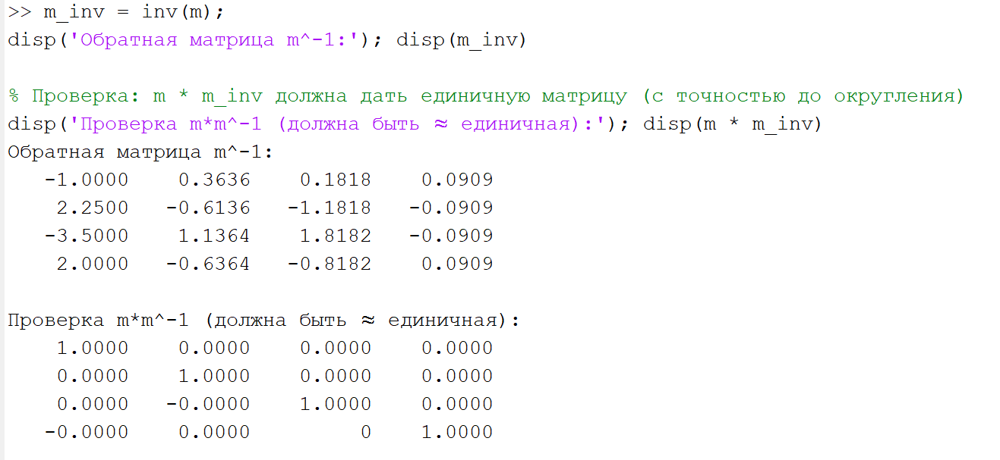 >> m_inv = inv(m);
disp('Обратная матрица m^-1:'); disp(m_inv)
% Проверка: m * m_inv должна дать единичную матрицу (с точностью до округления)
disp('Проверка m*m^-1 (должна быть ≈ единичная):'); disp(m * m_inv)
Обратная матрица m^-1:
-1.0000 0.3636 0.1818 0.0909
2.2500 -0.6136 -1.1818 -0.0909
-3.5000 1.1364 1.8182 -0.0909
2.0000 -0.6364 -0.8182 0.0909
Проверка m*m^-1 (должна быть ≈ единичная):
1.0000 0.0000 0.0000 0.0000
0.0000 1.0000 0.0000 0.0000
0.0000 -0.0000 1.0000 0.0000
-0.0000 0.0000 0 1.0000